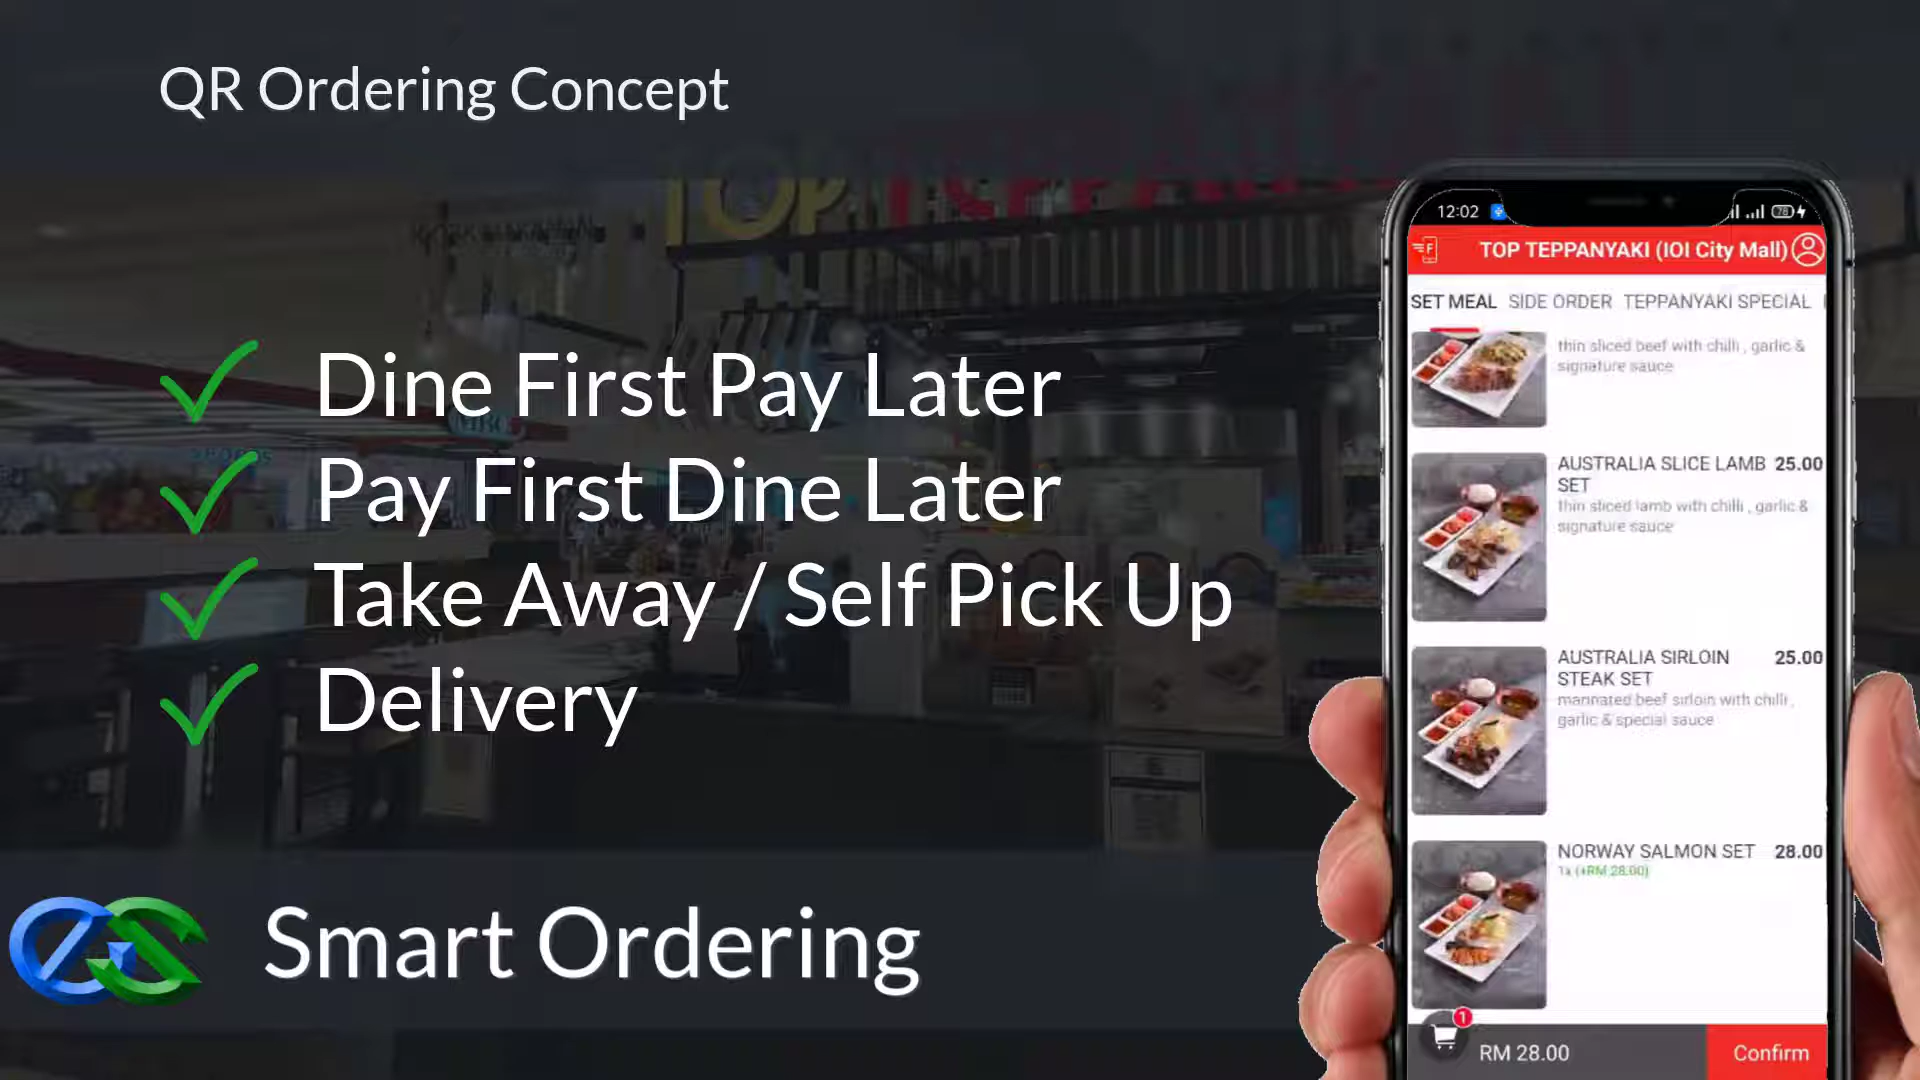 QR Ordering Concept
TOP
Dine First Pay Later
Pay First Dine Later
Take Away / Self Pick Up
Delivery
Smart Ordering
12:02
78
TOP TEPPANYAKI (IOI City Mall)
SET MEAL SIDE ORDER TEPPANYAKI SPECIAL
thin sliced beef with chilli , garlic &
signature sauce
AUSTRALIA SLICE LAMB 25.00
SET
thin sliced lamb with chilli , garlic &
signature sauce
AUSTRALIA SIRLOIN 25.00
STEAK SET
marinated beef sirloin with chilli ,
garlic & special sauce
NORWAY SALMON SET 28.00
1x (+RM 28.00)
1
RM 28.00 Confirm